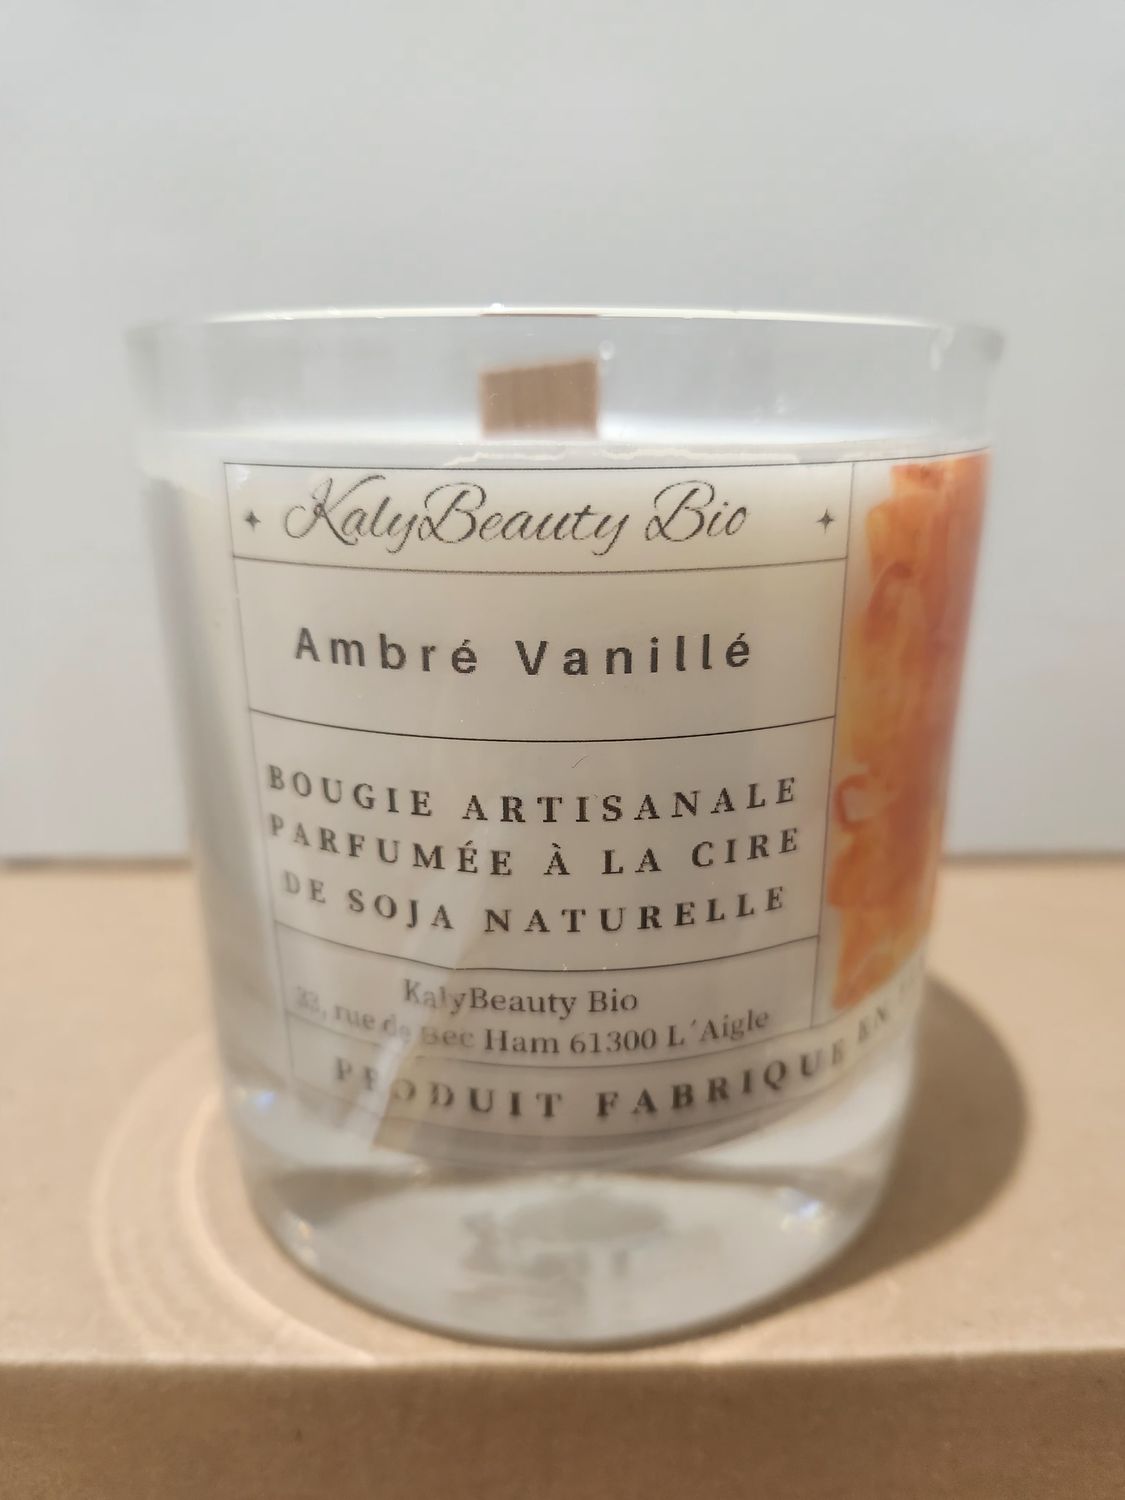 KalyBeauty Bio
Ambré Vanillé
BOUGIE ARTISANALE
PARFUMÉE À LA CIRE
DE SOJA NATURELLE
KalyBeauty Bio
rue de Bec Ham 61300 L´Aigle
PRODUIT FABRIQUE EN